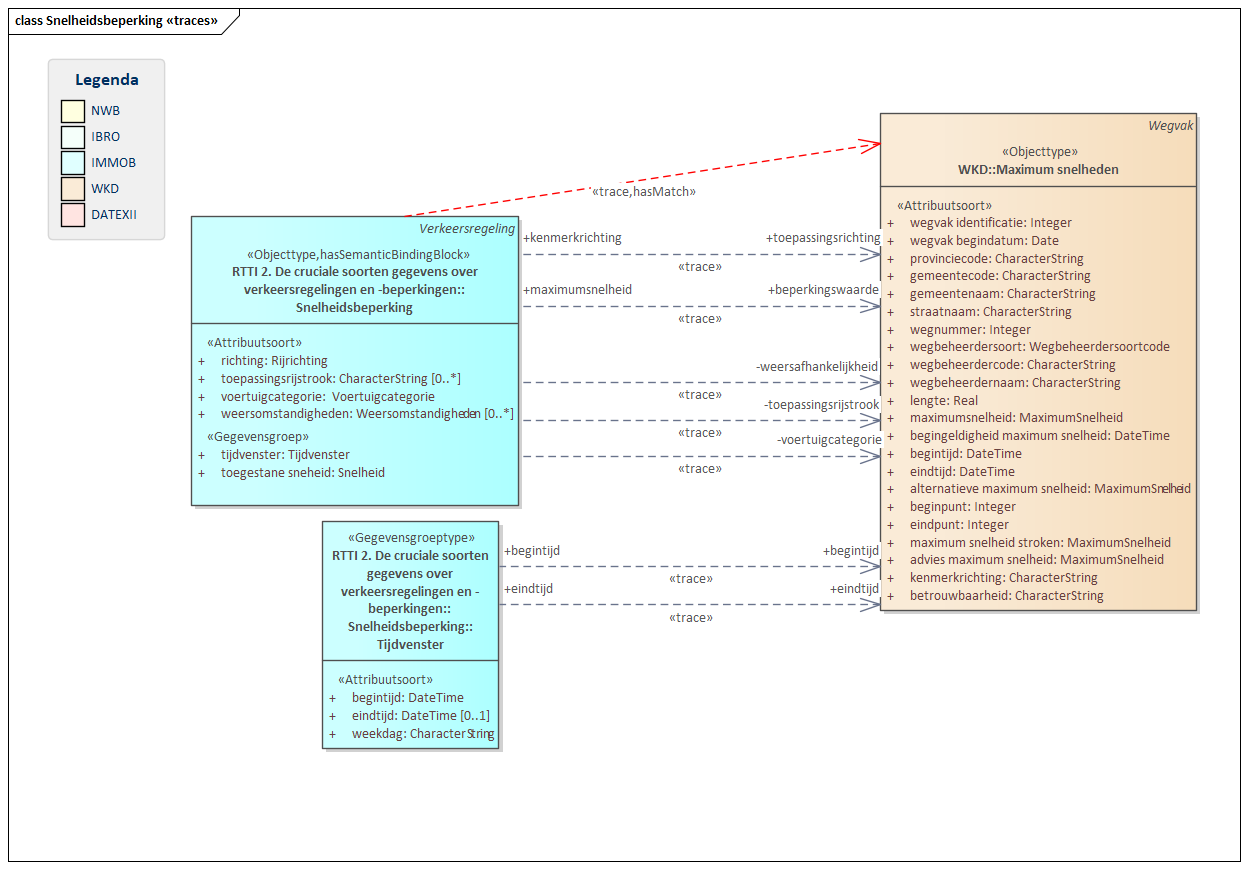 class Snelheidsbeperking «traces»
Legenda
NWB
IBRO
IMMOB
WKD
DATEXII
«trace,hasMatch»
Verkeersregeling
«Objecttype,hasSemanticBindingBlock»
RTTI 2. De cruciale soorten gegevens over
verkeersregelingen en -beperkingen::
Snelheidsbeperking
«Attribuutsoort»
+ richting: Rijrichting
+ toepassingsrijstrook: CharacterString [0..*]
+ voertuigcategorie: Voertuigcategorie
+ weersomstandigheden: Weersomstandigheden [0..*]
«Gegevensgroep»
+ tijdvenster: Tijdvenster
+ toegestane sneheid: Snelheid
+kenmerkrichting
+toepassingsrichting
«trace»
+maximumsnelheid
+beperkingswaarde
«trace»
-weersafhankelijkheid
«trace»
-toepassingsrijstrook
«trace»
-voertuigcategorie
«trace»
«Gegevensgroeptype»
RTTI 2. De cruciale soorten
gegevens over
verkeersregelingen en -
beperkingen::
Snelheidsbeperking::
Tijdvenster
«Attribuutsoort»
+ begintijd: DateTime
+ eindtijd: DateTime [0..1]
+ weekdag: CharacterString
+begintijd
+begintijd
«trace»
+eindtijd
+eindtijd
«trace»
Wegvak
«Objecttype»
WKD::Maximum snelheden
«Attribuutsoort»
+ wegvak identificatie: Integer
+ wegvak begindatum: Date
+ provinciecode: CharacterString
+ gemeentecode: CharacterString
+ gemeentenaam: CharacterString
+ straatnaam: CharacterString
+ wegnummer: Integer
+ wegbeheerdersoort: Wegbeheerdersoortcode
+ wegbeheerdercode: CharacterString
+ wegbeheerdernaam: CharacterString
+ lengte: Real
+ maximumsnelheid: MaximumSnelheid
+ begingeldigheid maximum snelheid: DateTime
+ begintijd: DateTime
+ eindtijd: DateTime
+ alternatieve maximum snelheid: MaximumSnelheid
+ beginpunt: Integer
+ eindpunt: Integer
+ maximum snelheid stroken: MaximumSnelheid
+ advies maximum snelheid: MaximumSnelheid
+ kenmerkrichting: CharacterString
+ betrouwbaarheid: CharacterString